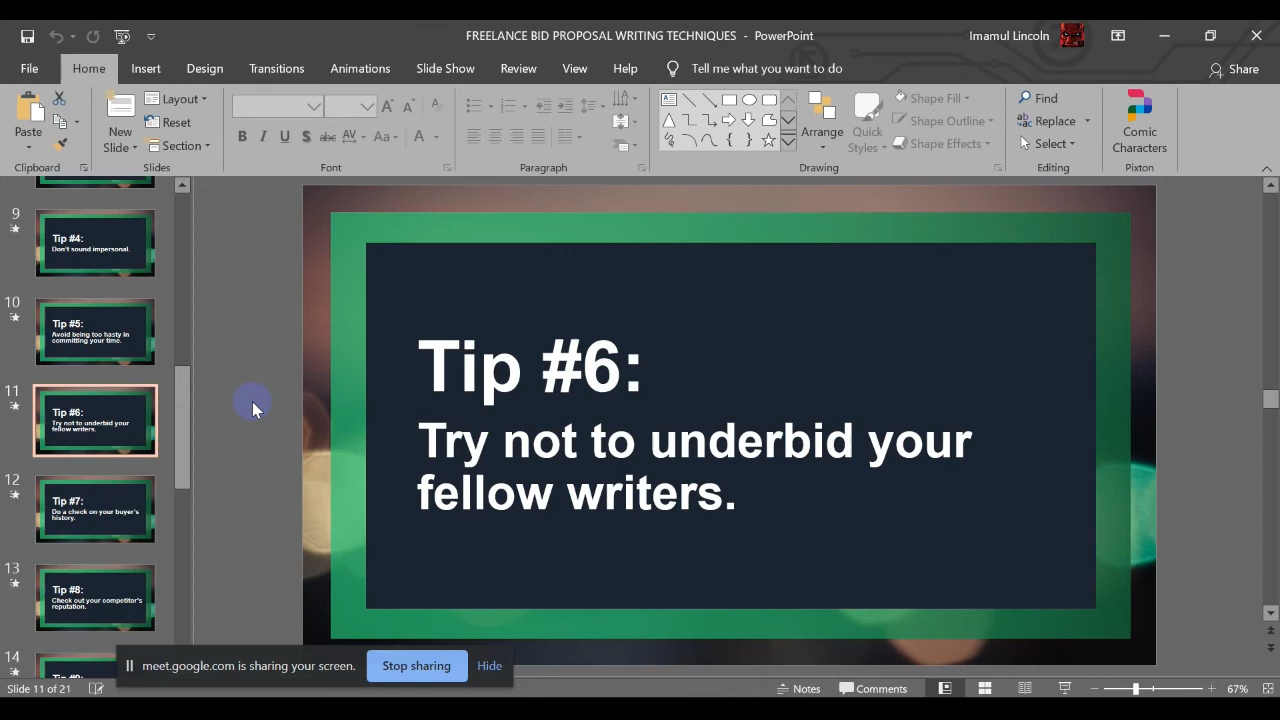 FREELANCE BID PROPOSAL WRITING TECHNIQUES - PowerPoint
Imamul Lincoln
File Home Insert Design Transitions Animations Slide Show Review View Help Tell me what you want to do Share
Paste
Clipboard
New Slide
Layout
Reset
Section
Slides
B I U S abc AV Aa A
Font
Paragraph
Arrange
Quick Styles
Shape Fill
Shape Outline
Shape Effects
Drawing
Find
Replace
Select
Editing
Comic Characters
Pixton
9
Tip #4:
Don't sound impersonal.
10
Tip #5:
Avoid being too hasty in
committing your time.
11
Tip #6:
Try not to underbid your
fellow writers.
12
Tip #7:
Do a check on your buyer's
history.
13
Tip #8:
Check out your competitor's
reputation.
14
Tip #6:
Try not to underbid your
fellow writers.
meet.google.com is sharing your screen. Stop sharing Hide
Slide 11 of 21 Notes Comments 67%